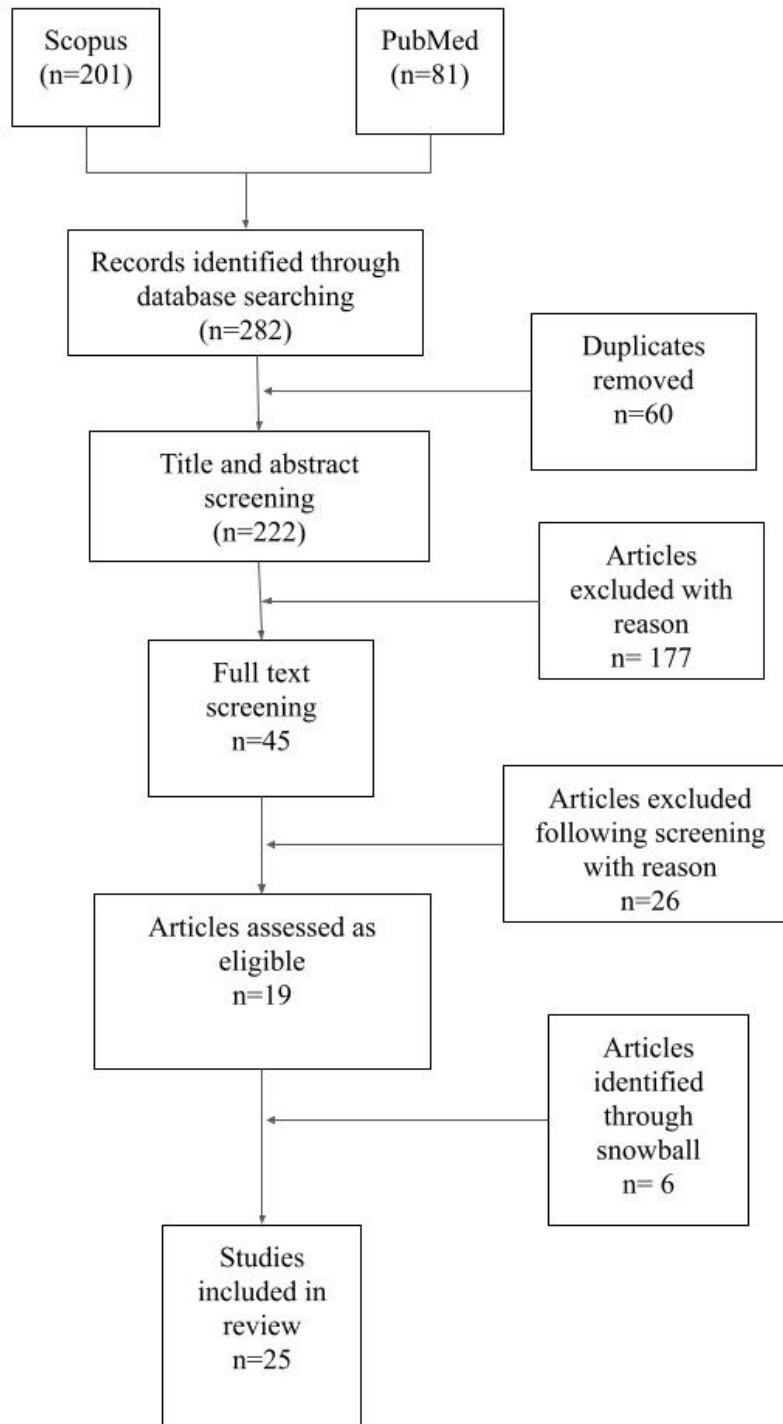 Scopus
(n=201)
PubMed
(n=81)
Records identified through
database searching
(n=282)
Duplicates
removed
n=60
Title and abstract
screening
(n=222)
Articles
excluded with
reason
n= 177
Full text
screening
n=45
Articles excluded
following screening
with reason
n=26
Articles assessed as
eligible
n=19
Articles
identified
through
snowball
n= 6
Studies
included in
review
n=25